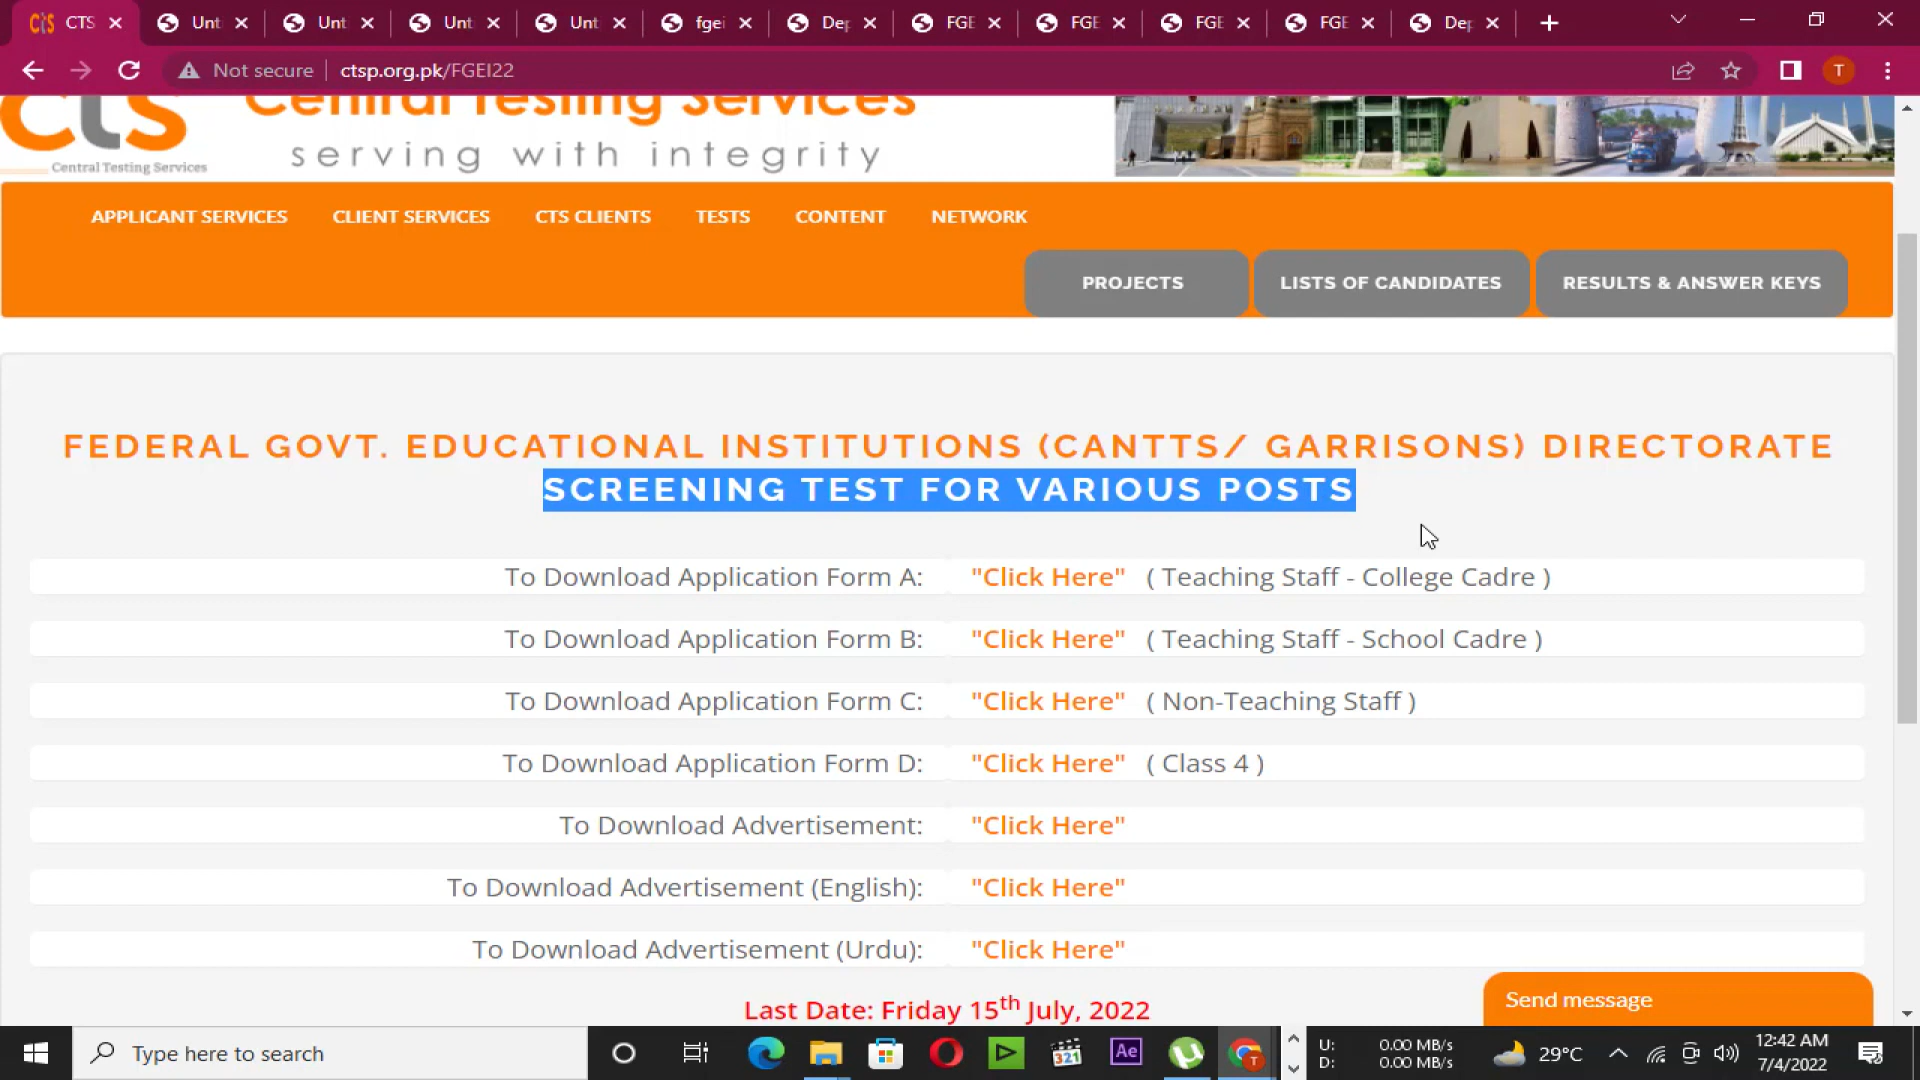 CTS
Unt
Unt
Unt
Unt
fgei
Dep
FGE
FGE
FGE
FGE
Dep
Not secure
ctsp.org.pk/FGEI22
T
cts
Central Testing Services
Central Testing Services
serving with integrity
APPLICANT SERVICES
CLIENT SERVICES
CTS CLIENTS
TESTS
CONTENT
NETWORK
PROJECTS
LISTS OF CANDIDATES
RESULTS & ANSWER KEYS
FEDERAL GOVT. EDUCATIONAL INSTITUTIONS (CANTTS/ GARRISONS) DIRECTORATE
SCREENING TEST FOR VARIOUS POSTS
To Download Application Form A: "Click Here" ( Teaching Staff - College Cadre )
To Download Application Form B: "Click Here" ( Teaching Staff - School Cadre )
To Download Application Form C: "Click Here" ( Non-Teaching Staff )
To Download Application Form D: "Click Here" ( Class 4 )
To Download Advertisement: "Click Here"
To Download Advertisement (English): "Click Here"
To Download Advertisement (Urdu): "Click Here"
Last Date: Friday 15th July, 2022
Send message
Type here to search
321
Ae
T
U: 0.00 MB/s
D: 0.00 MB/s
29°C
12:42 AM
7/4/2022